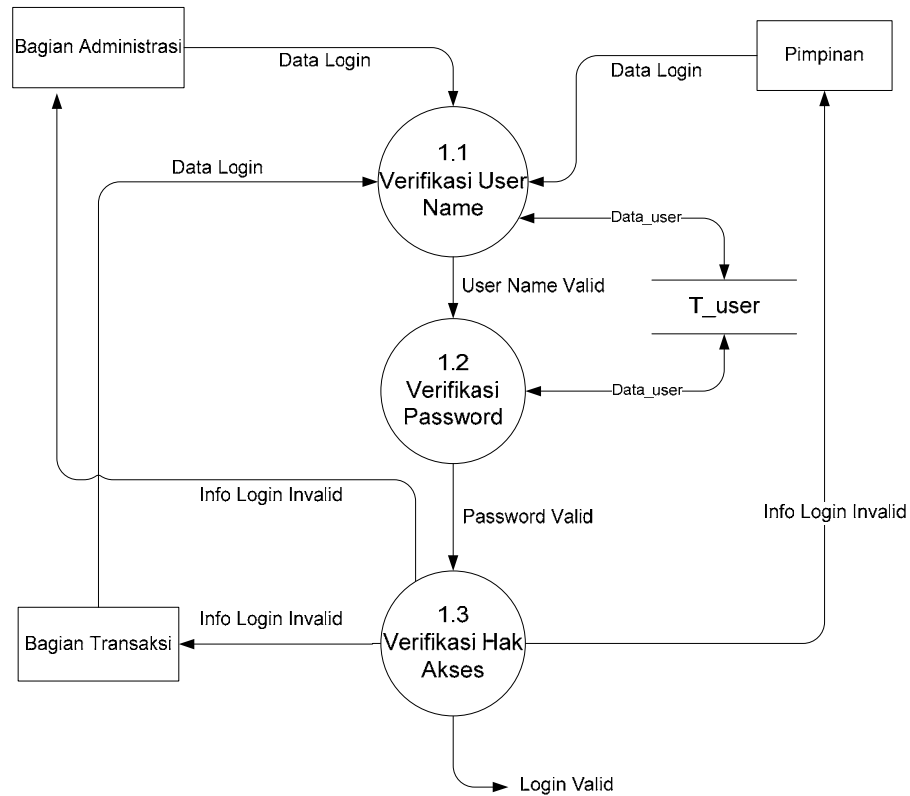 Bagian Administrasi
Data Login
Data Login
Pimpinan
1.1
Verifikasi User
Name
Data Login
Data_user
User Name Valid
T_user
1.2
Verifikasi
Password
Data_user
Info Login Invalid
Password Valid
Info Login Invalid
Bagian Transaksi
Info Login Invalid
1.3
Verifikasi Hak
Akses
Login Valid